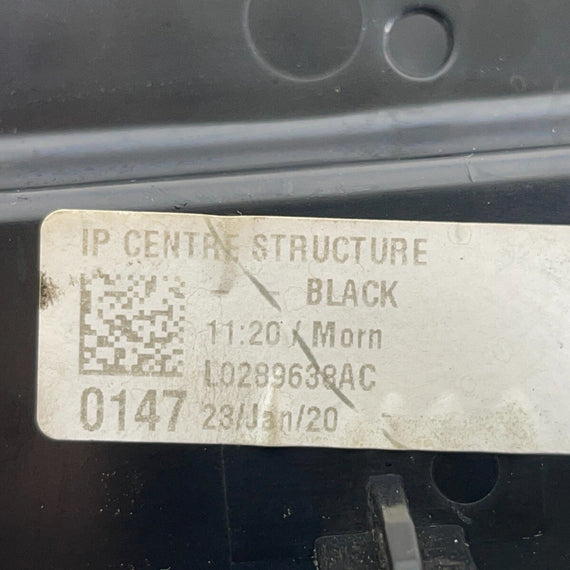 IP CENTRE STRUCTURE
- - BLACK
11:20 / Morn
L0289638AC
0147 23/Jan/20 -